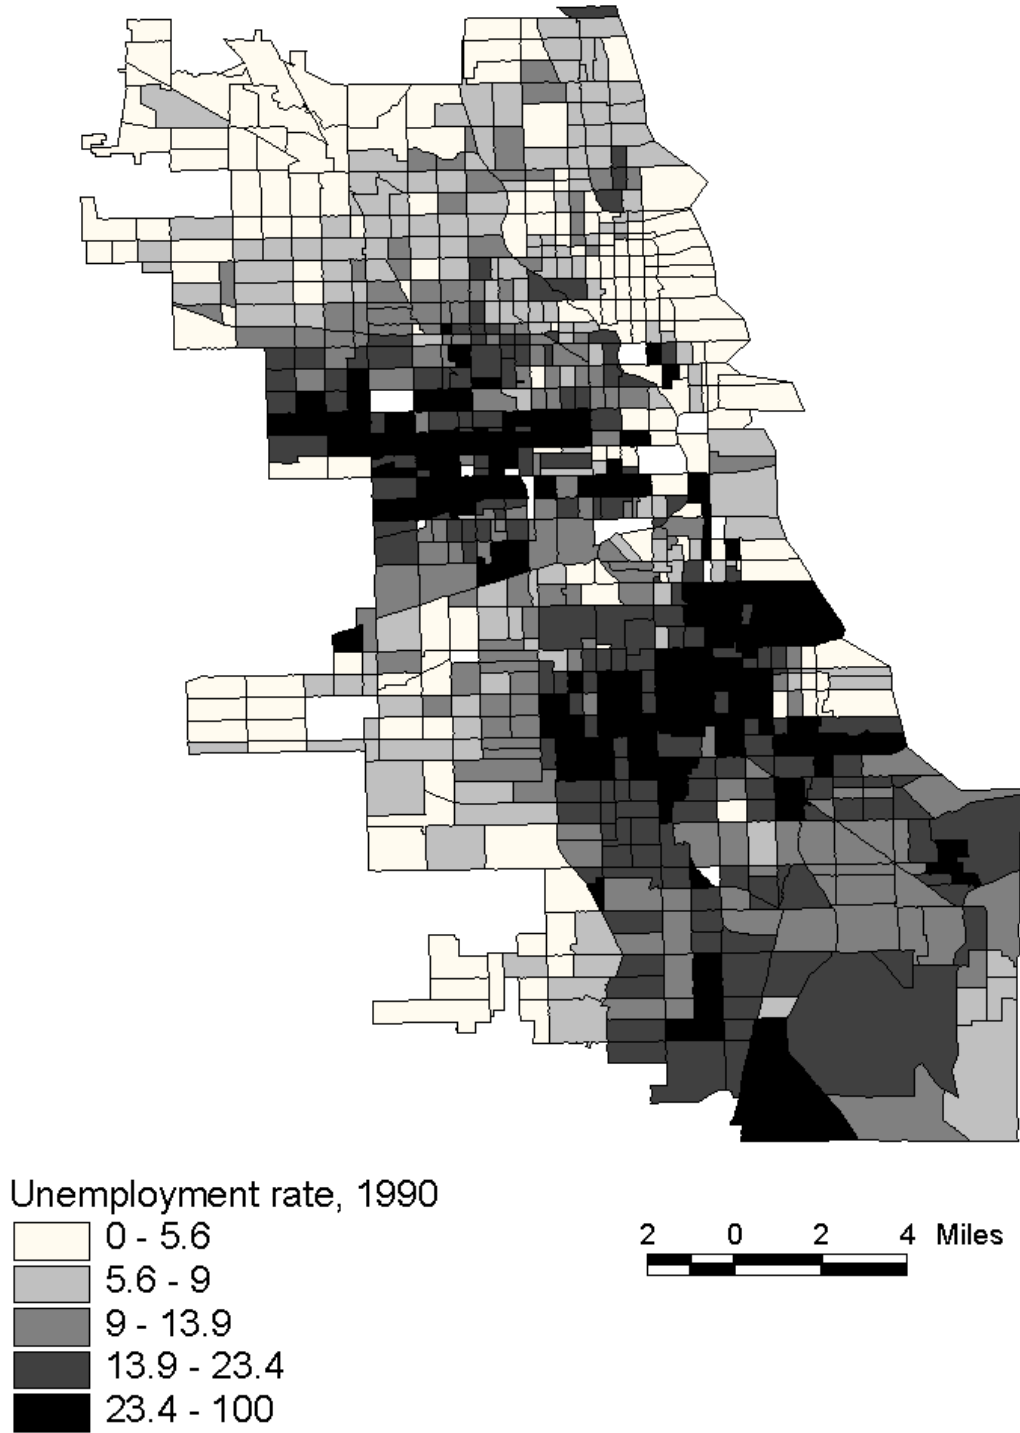 Unemployment rate, 1990
0 - 5.6
5.6 - 9
9 - 13.9
13.9 - 23.4
23.4 - 100
2 0 2 4 Miles